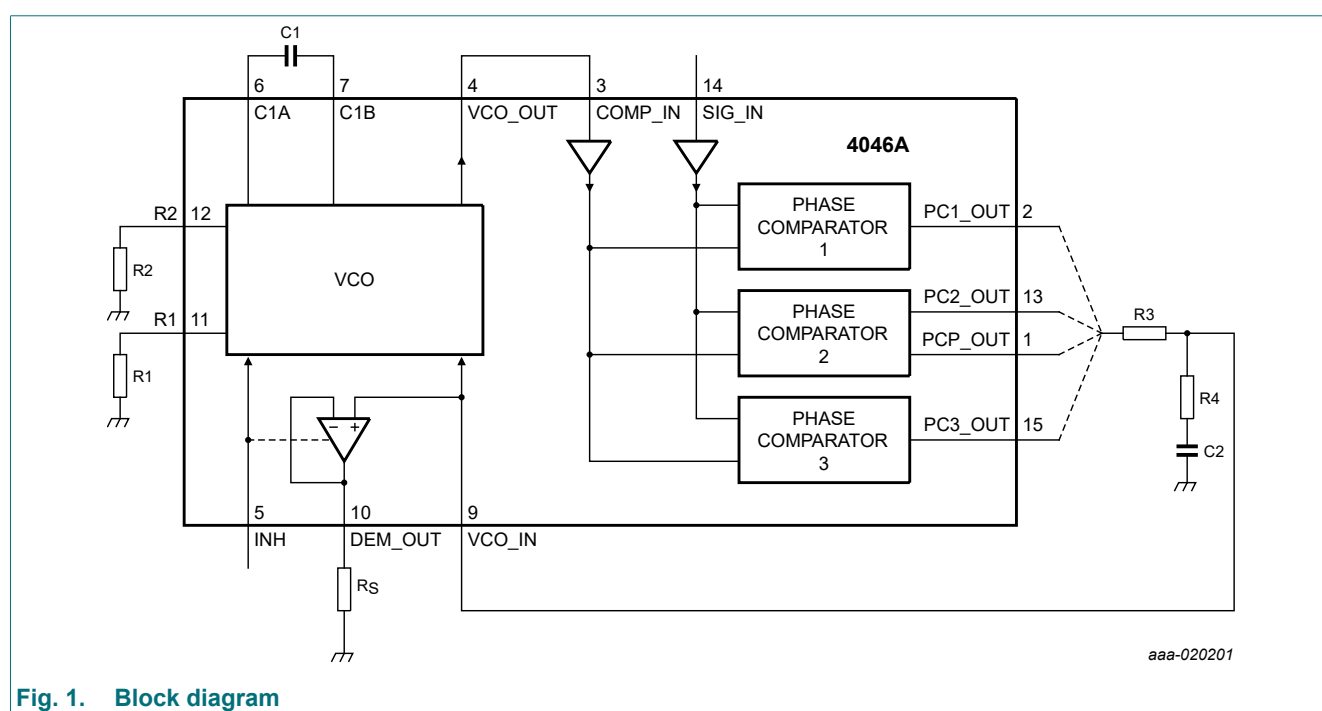 C1
6 7 4 3 14
C1A C1B VCO_OUT COMP_IN SIG_IN
4046A
R2 12
R2
R1 11
R1
VCO
PHASE
COMPARATOR
1
PC1_OUT 2
PHASE
COMPARATOR
2
PC2_OUT 13
PCP_OUT 1
PHASE
COMPARATOR
3
PC3_OUT 15
R3
R4
C2
− +
5 10 9
INH DEM_OUT VCO_IN
RS
aaa-020201
Fig. 1. Block diagram